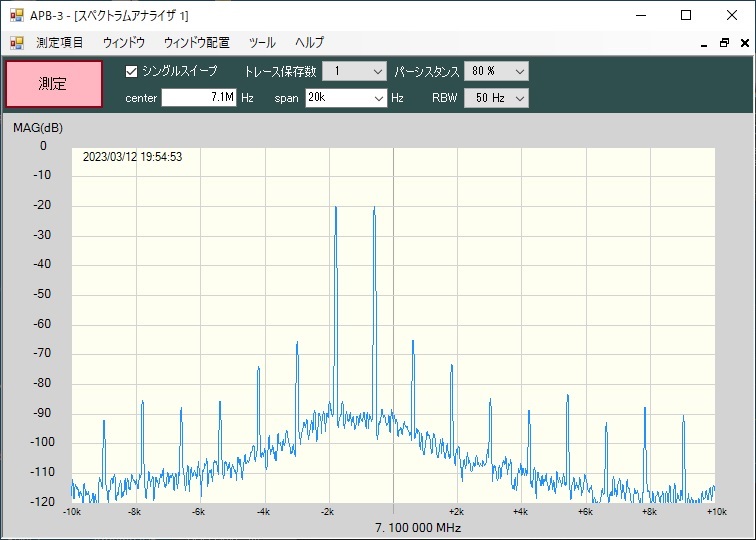 APB-3 - [スペクトラムアナライザ 1]
測定項目 ウィンドウ ウィンドウ配置 ツール ヘルプ
測定
シングルスイープ トレース保存数 1 パーシスタンス 80 %
center 7.1M Hz span 20k Hz RBW 50 Hz
MAG(dB)
0
2023/03/12 19:54:53
-10
-20
-30
-40
-50
-60
-70
-80
-90
-100
-110
-120
-10k -8k -6k -4k -2k +2k +4k +6k +8k +10k
7. 100 000 MHz